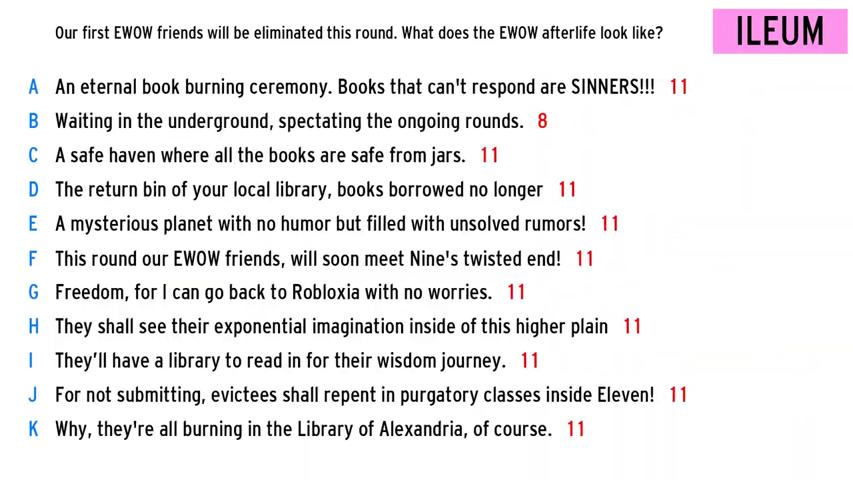 Our first EWOW friends will be eliminated this round. What does the EWOW afterlife look like?
ILEUM
A An eternal book burning ceremony. Books that can't respond are SINNERS!!! 11
B Waiting in the underground, spectating the ongoing rounds. 8
C A safe haven where all the books are safe from jars. 11
D The return bin of your local library, books borrowed no longer 11
E A mysterious planet with no humor but filled with unsolved rumors! 11
F This round our EWOW friends, will soon meet Nine's twisted end! 11
G Freedom, for I can go back to Robloxia with no worries. 11
H They shall see their exponential imagination inside of this higher plain 11
I They’ll have a library to read in for their wisdom journey. 11
J For not submitting, evictees shall repent in purgatory classes inside Eleven! 11
K Why, they're all burning in the Library of Alexandria, of course. 11